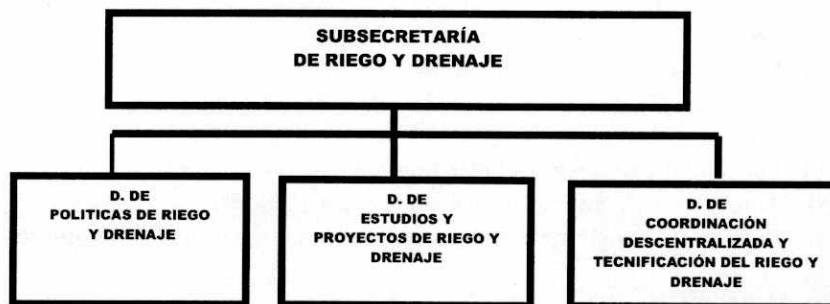 SUBSECRETARÍA
DE RIEGO Y DRENAJE
D. DE
POLITICAS DE RIEGO
Y DRENAJE
D. DE
ESTUDIOS Y
PROYECTOS DE RIEGO Y
DRENAJE
D. DE
COORDINACIÓN
DESCENTRALIZADA Y
TECNIFICACIÓN DEL RIEGO Y
DRENAJE